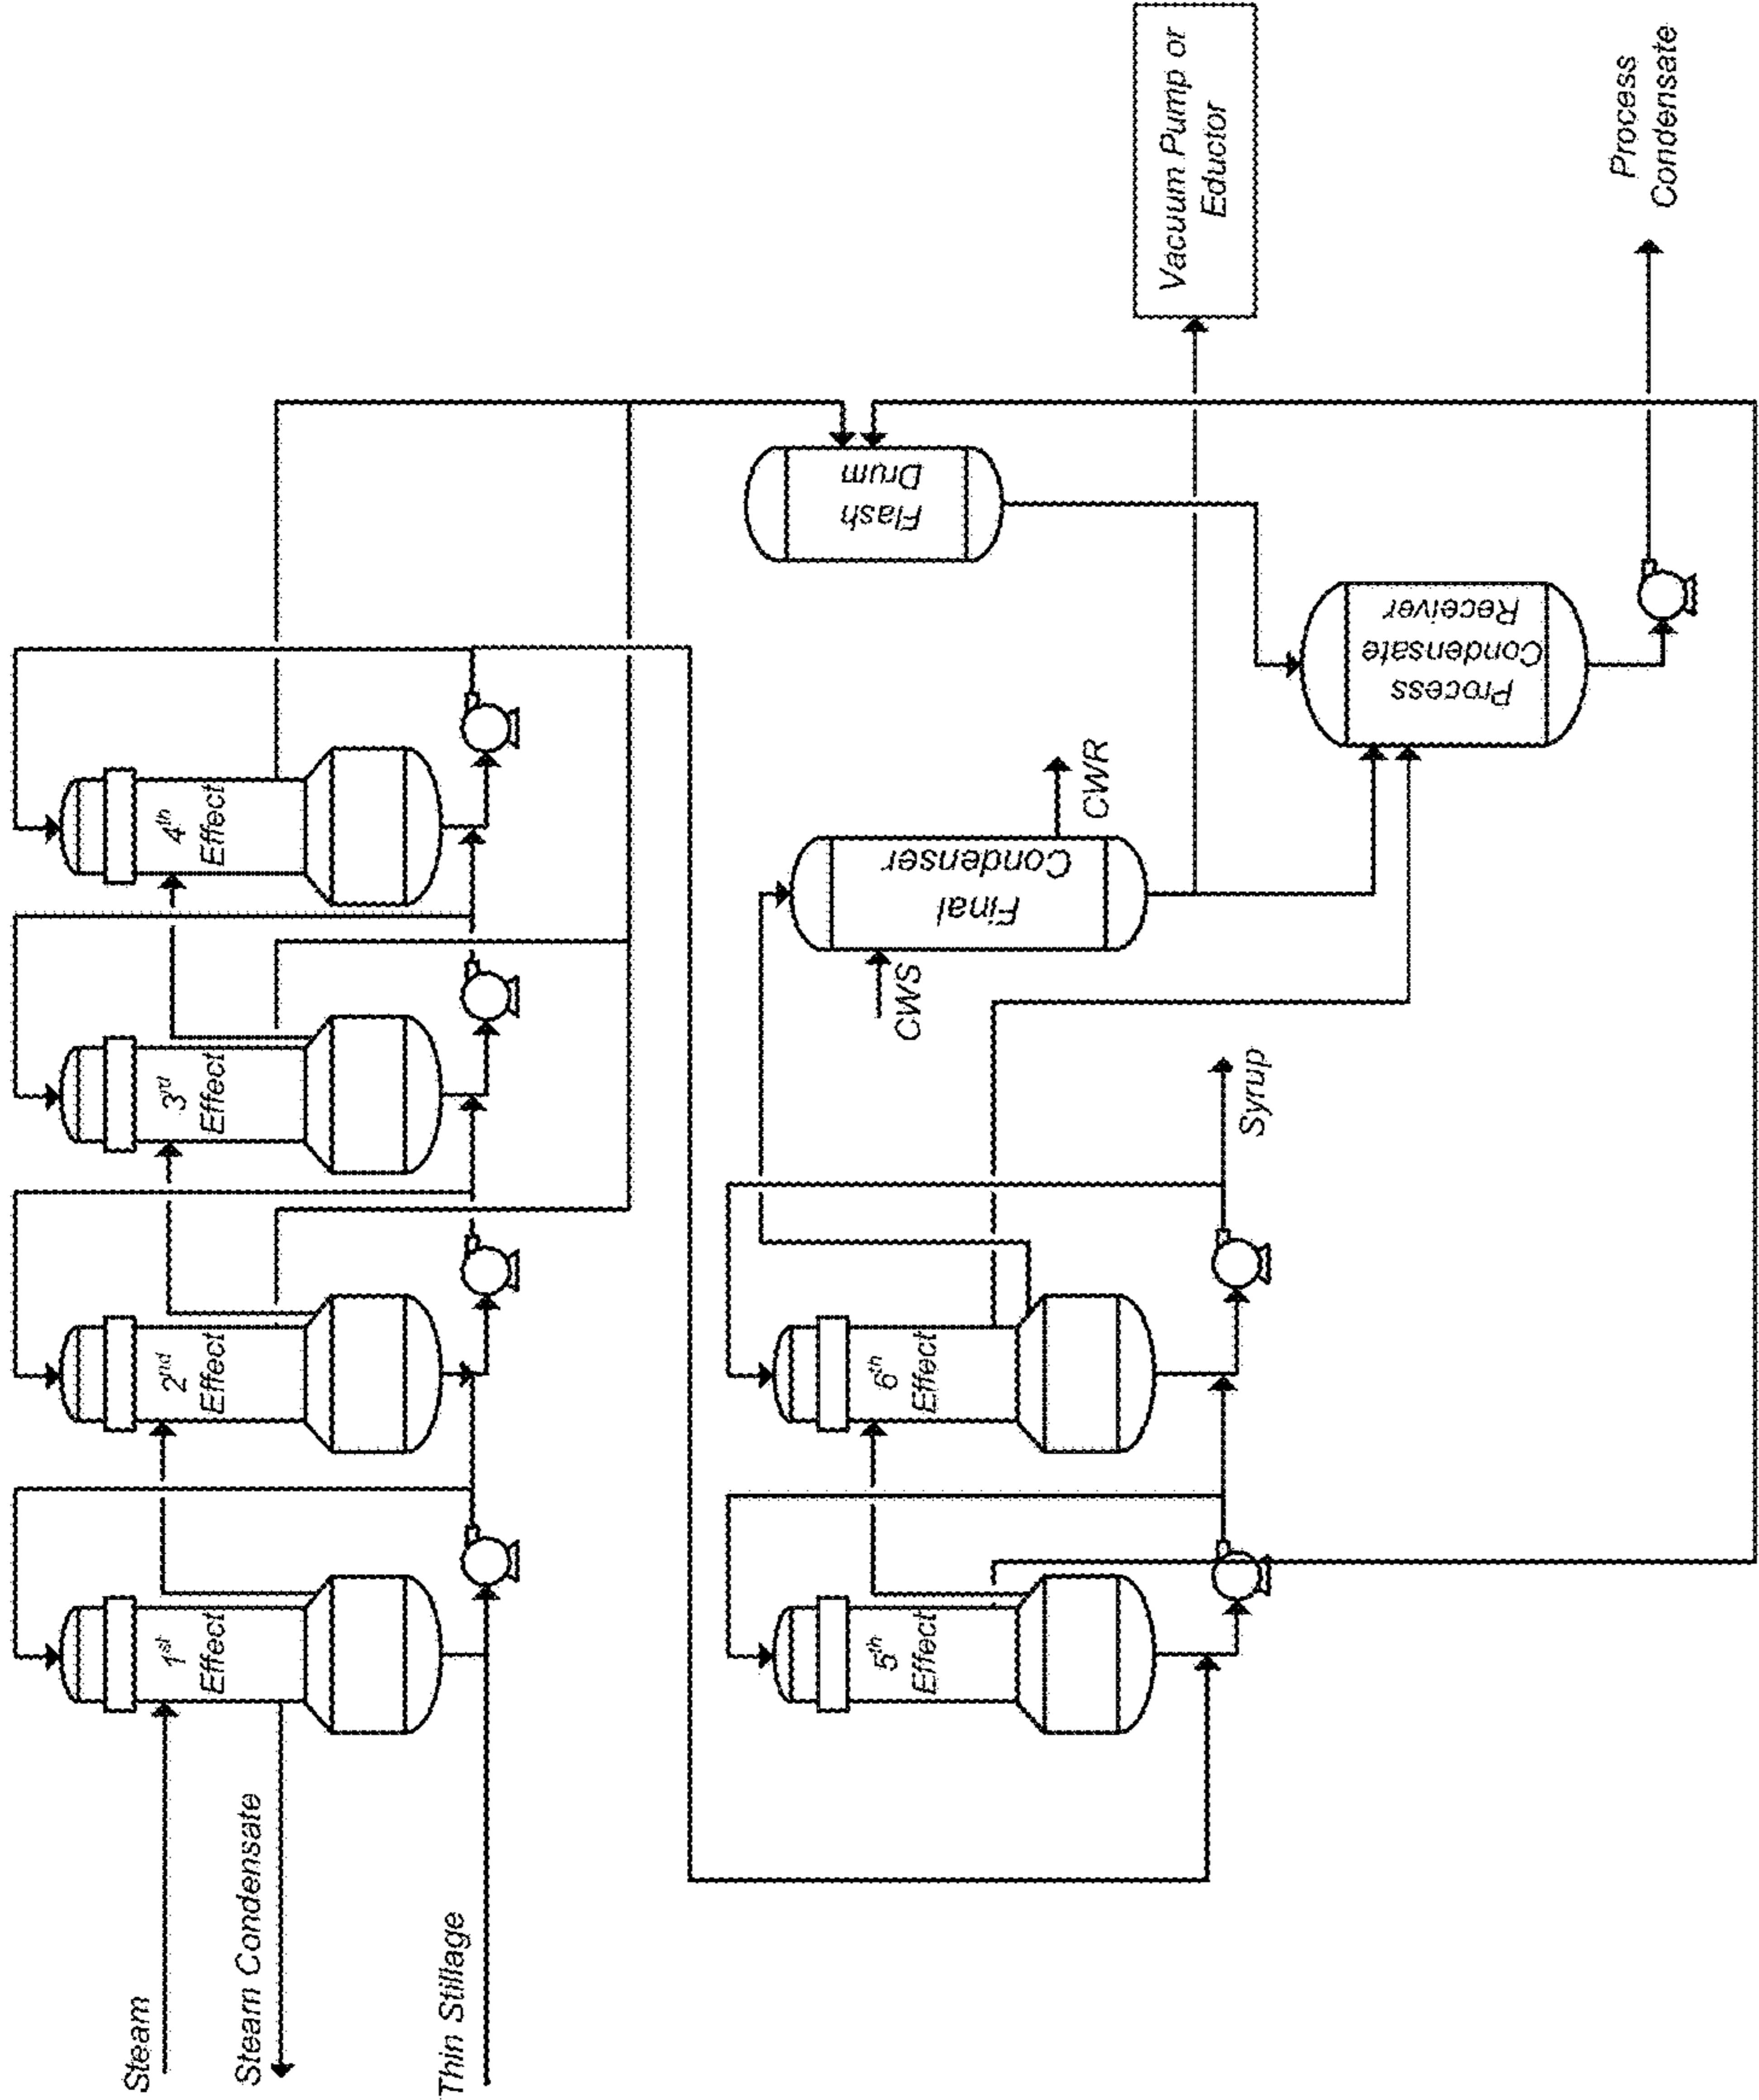 Steam
Steam Condensate
Thin Stillage
1st
Effect
2nd
Effect
3rd
Effect
4th
Effect
5th
Effect
6th
Effect
Syrup
CWS
Final
Condenser
CWR
Flash
Drum
Process
Condensate
Receiver
Vacuum Pump or
Eductor
Process
Condensate